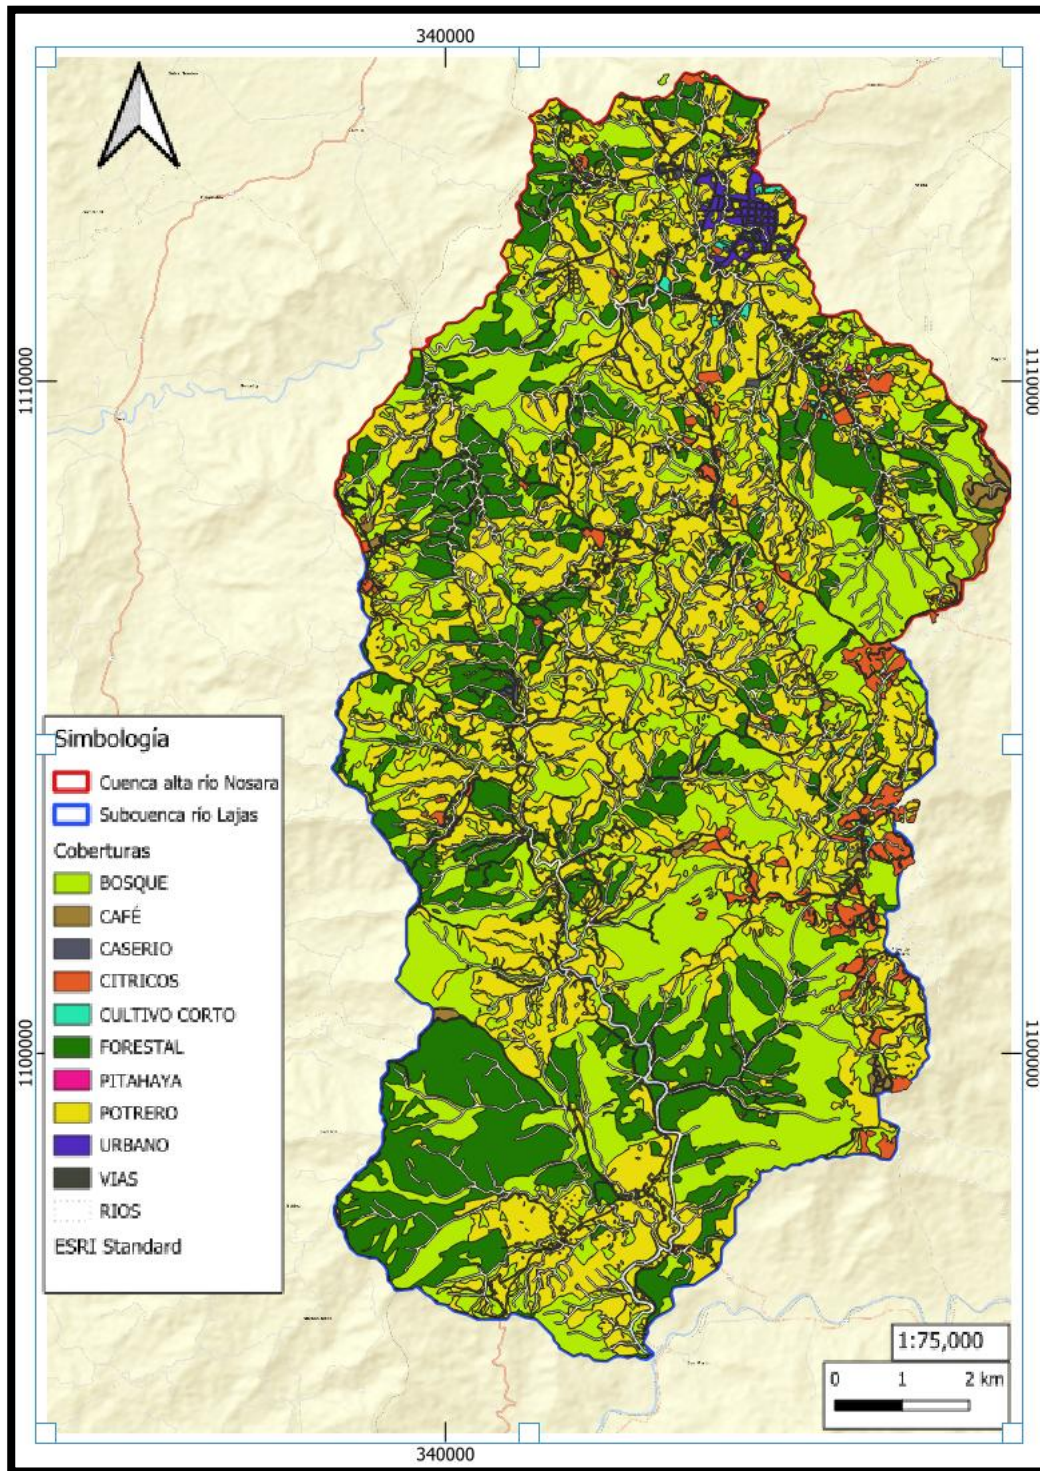 340000
1110000
1110000
Simbología
Cuenca alta río Nosara
Subcuenca río Lajas
Coberturas
BOSQUE
CAFÉ
CASERIO
CITRICOS
CULTIVO CORTO
FORESTAL
PITAHAYA
POTRERO
URBANO
VIAS
RIOS
ESRI Standard
1100000
1100000
1:75,000
0 1 2 km
340000